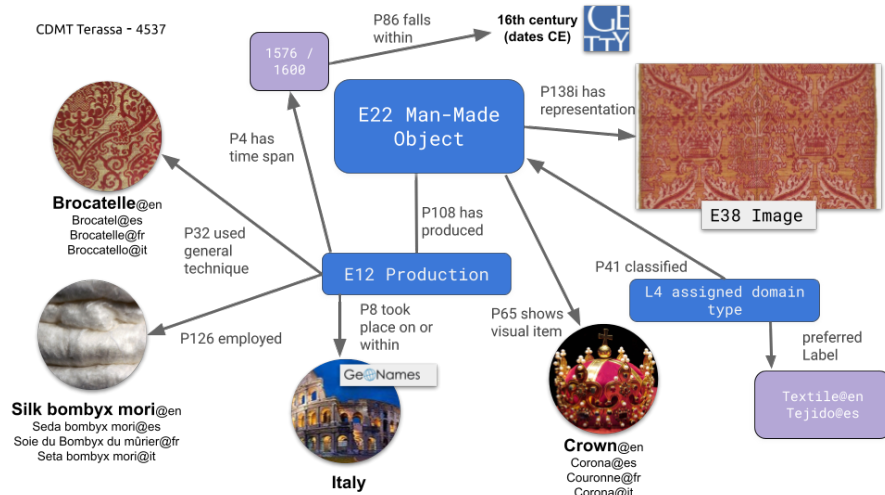 CDMT Terassa - 4537
P86 falls
within
16th century
(dates CE)
GE
TTY
1576 /
1600
E22 Man-Made
Object
P138i has
representation
P4 has
time span
E38 Image
Brocatelle@en
Brocatel@es
Brocatelle@fr
Broccatello@it
P32 used
general
technique
P108 has
produced
E12 Production
P41 classified
L4 assigned domain
type
P126 employed
P8 took
place on or
within
P65 shows
visual item
preferred
Label
GeoNames
Silk bombyx mori@en
Seda bombyx mori@es
Soie du Bombyx du mûrier@fr
Seta bombyx mori@it
Italy
Crown@en
Corona@es
Couronne@fr
Corona@it
Textile@en
Tejido@es